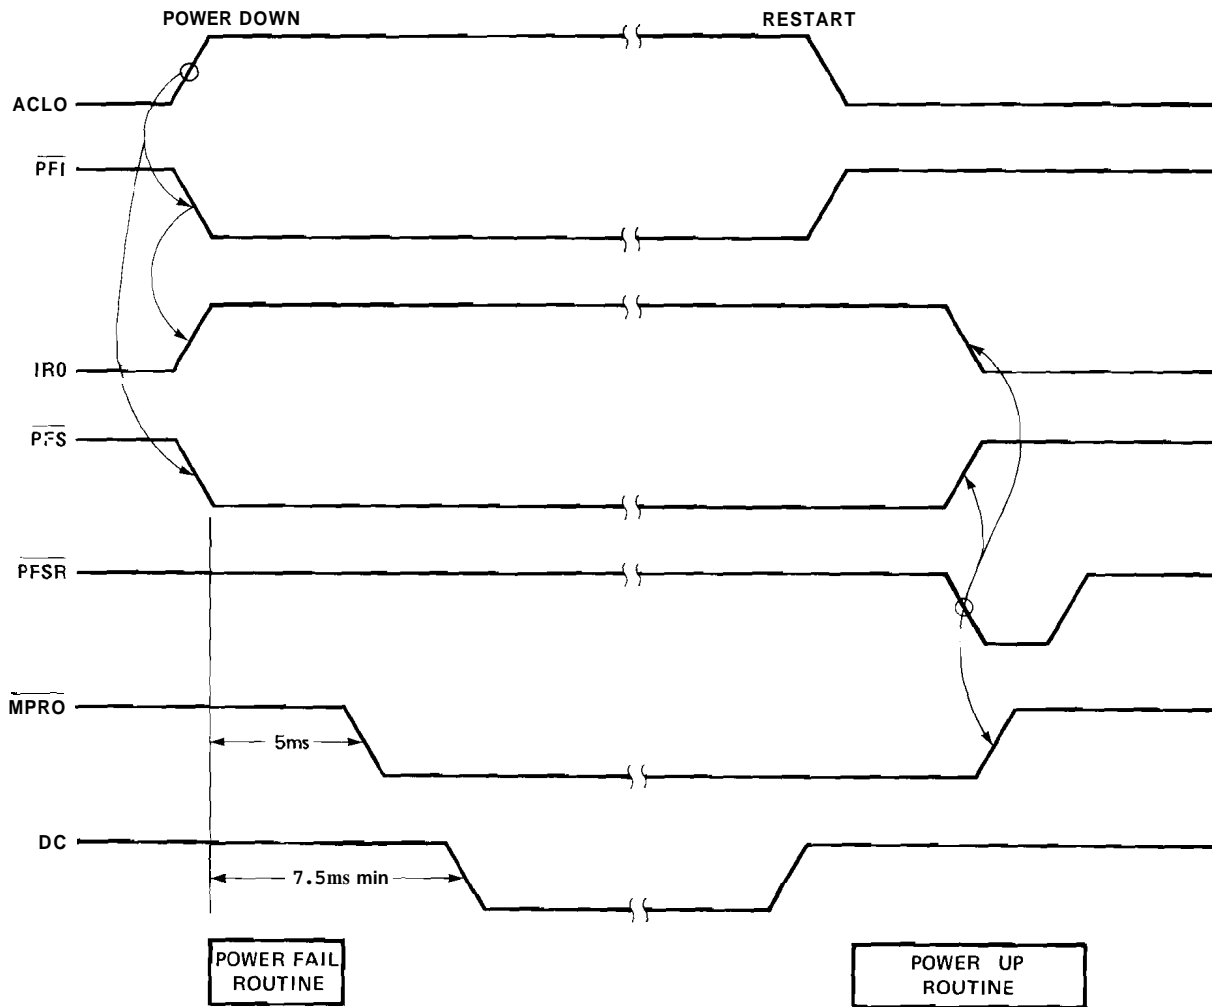 POWER DOWN
RESTART
ACLO
PFI
IR0
PFS
PFSR
MPRO
5ms
DC
7.5ms min
POWER FAIL
ROUTINE
POWER UP
ROUTINE